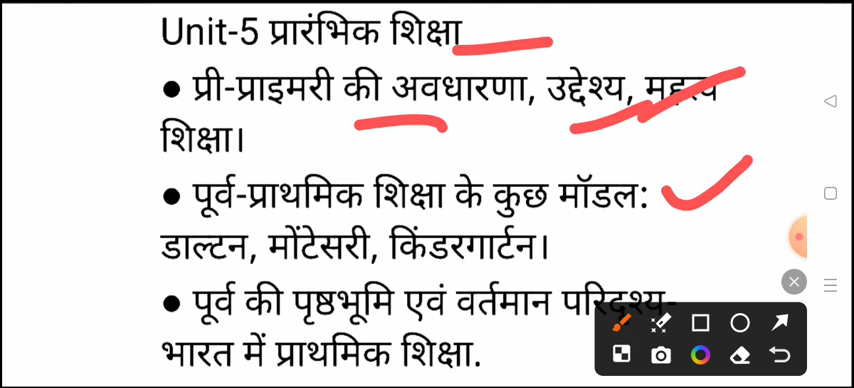 Unit-5 प्रारंभिक शिक्षा
● प्री-प्राइमरी की अवधारणा, उद्देश्य, महत्व
शिक्षा।
● पूर्व-प्राथमिक शिक्षा के कुछ मॉडल:
डाल्टन, मोंटेसरी, किंडरगार्टन।
● पूर्व की पृष्ठभूमि एवं वर्तमान परिदृश्य-
भारत में प्राथमिक शिक्षा.